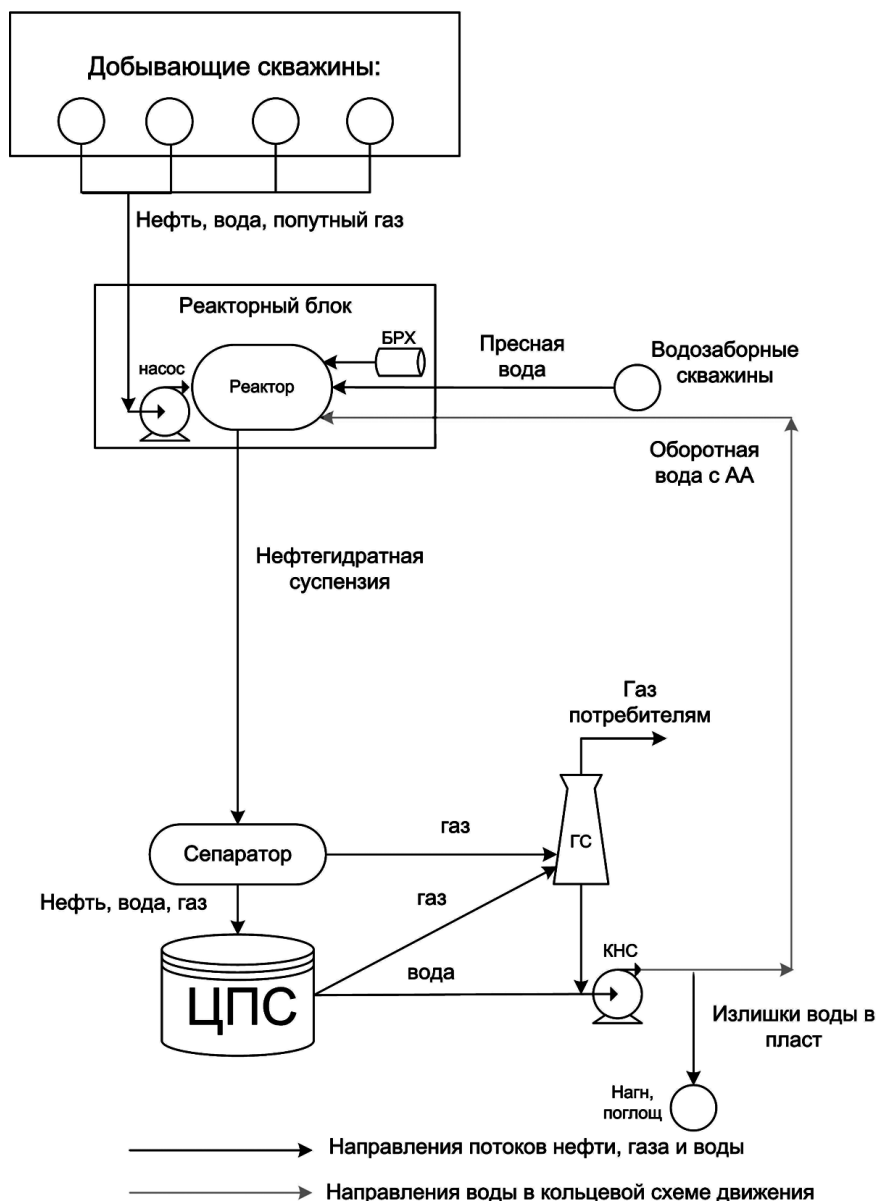 Добывающие скважины:
Нефть, вода, попутный газ
Реакторный блок
БРХ
насос
Реактор
Пресная
вода
Водозаборные
скважины
Оборотная
вода с АА
Нефтегидратная
суспензия
Газ
потребителям
ГС
газ
Сепаратор
Нефть, вода, газ
газ
КНС
вода
ЦПС
Излишки воды в
пласт
Нагн,
поглощ
Направления потоков нефти, газа и воды
Направления воды в кольцевой схеме движения